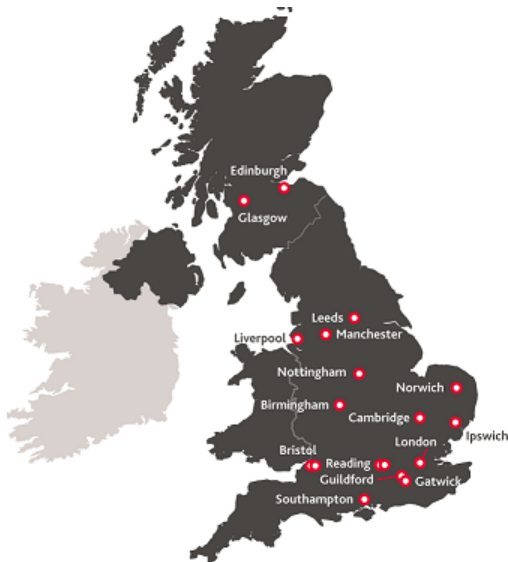 Edinburgh
Glasgow
Leeds
Manchester
Liverpool
Nottingham
Norwich
Birmingham
Cambridge
Ipswich
London
Bristol
Reading
Guildford
Gatwick
Southampton